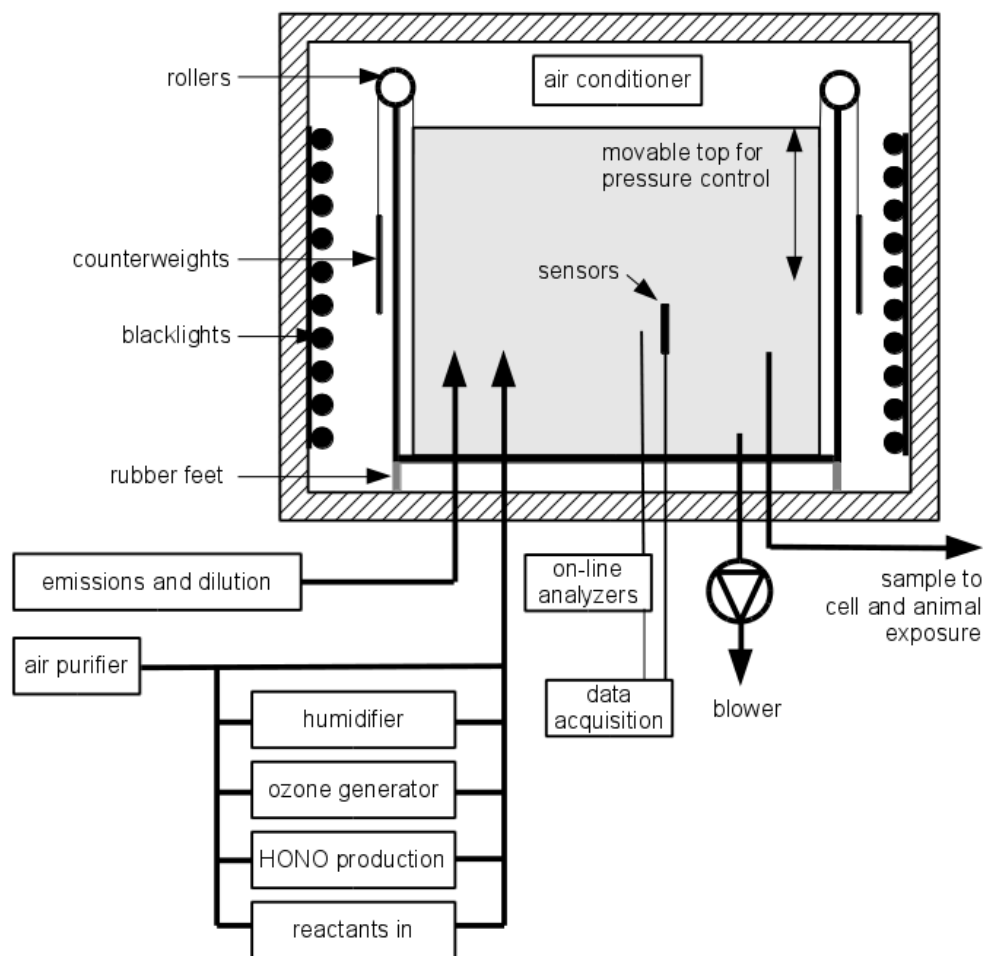 rollers
air conditioner
movable top for
pressure control
counterweights
sensors
blacklights
rubber feet
emissions and dilution
on-line
analyzers
sample to
cell and animal
exposure
air purifier
data
acquisition
blower
humidifier
ozone generator
HONO production
reactants in